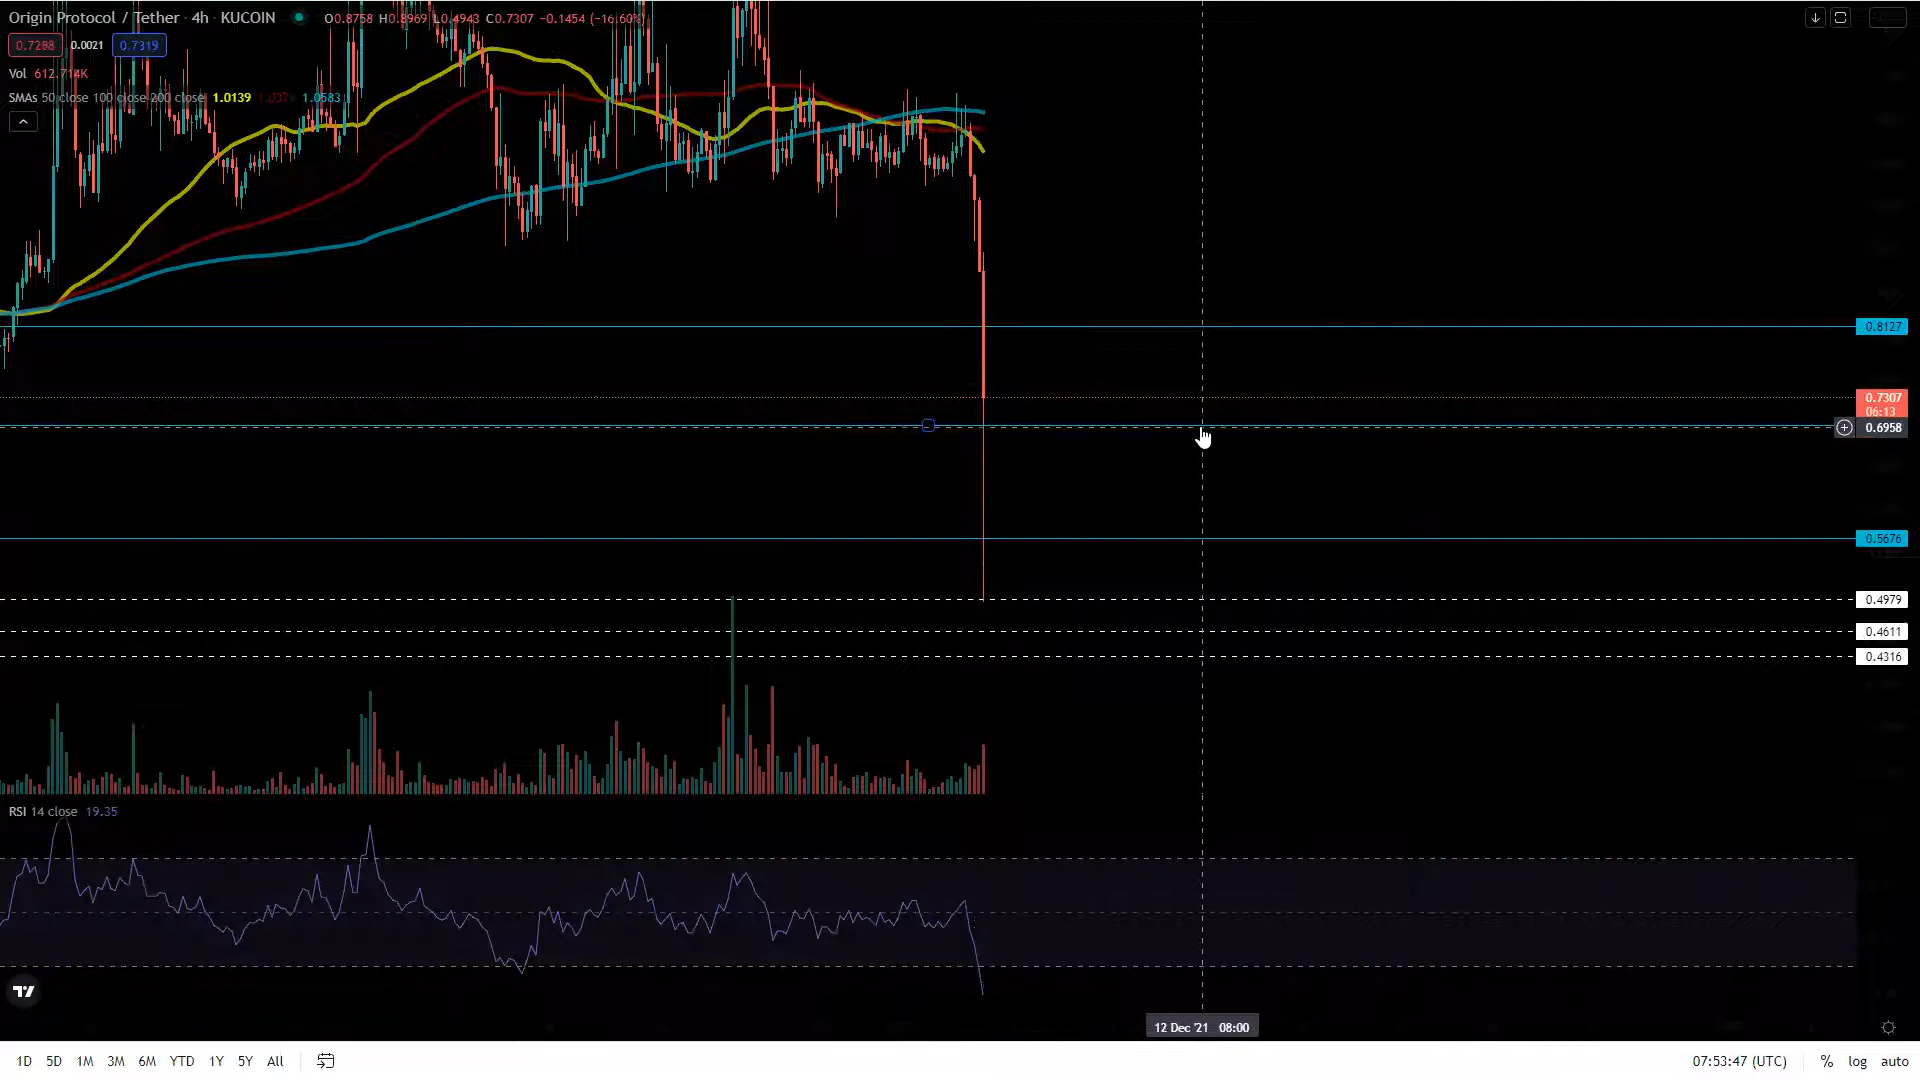 Origin Protocol / Tether · 4h · KUCOIN O0.8758 H0.8969 L0.4943 C0.7307 −0.1454 (−16.60%)
0.7298 0.0021 0.7319
Vol 612.714K
SMAs 50 close 100 close 200 close 1.0139 1.0583
0.8127
0.7307
06:13
0.6958
0.5676
0.4979
0.4611
0.4316
RSI 14 close 19.35
12 Dec '21 08:00
1D 5D 1M 3M 6M YTD 1Y 5Y All 07:53:47 (UTC) % log auto